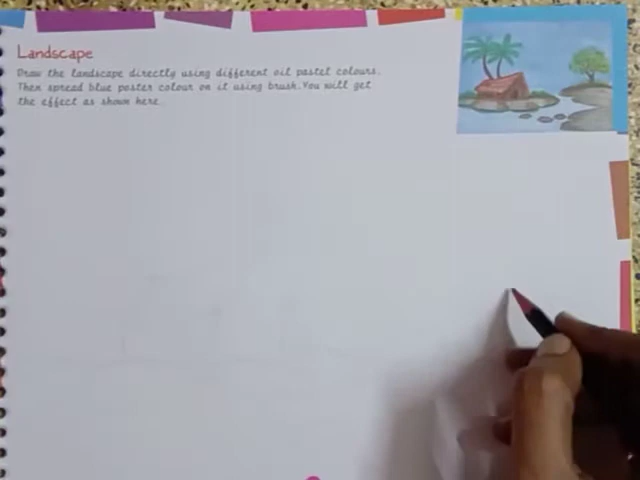 Landscape
Draw the landscape directly using different oil pastel colours.
Then spread blue poster colour on it using brush.You will get
the effect as shown here.